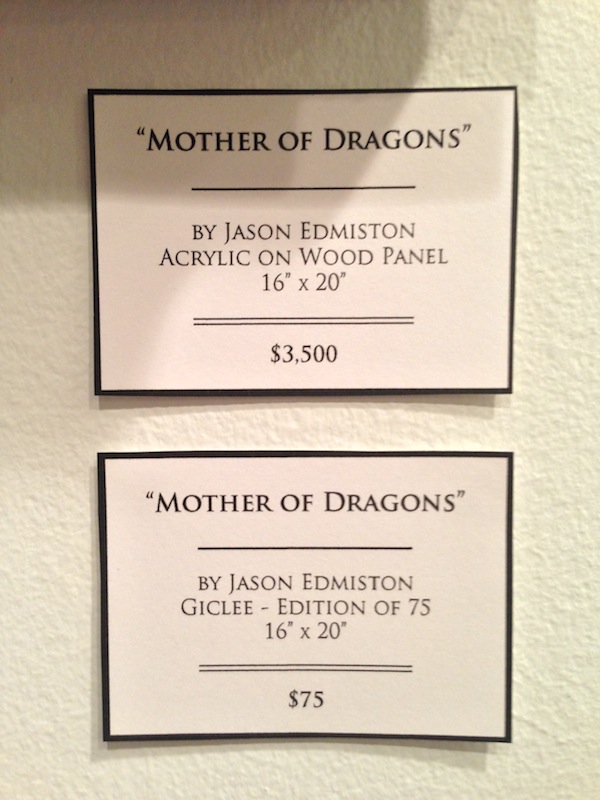 “Mother of Dragons”
by Jason Edmiston
Acrylic on Wood Panel
16” x 20”
$3,500
“Mother of Dragons”
by Jason Edmiston
Giclee - Edition of 75
16” x 20”
$75